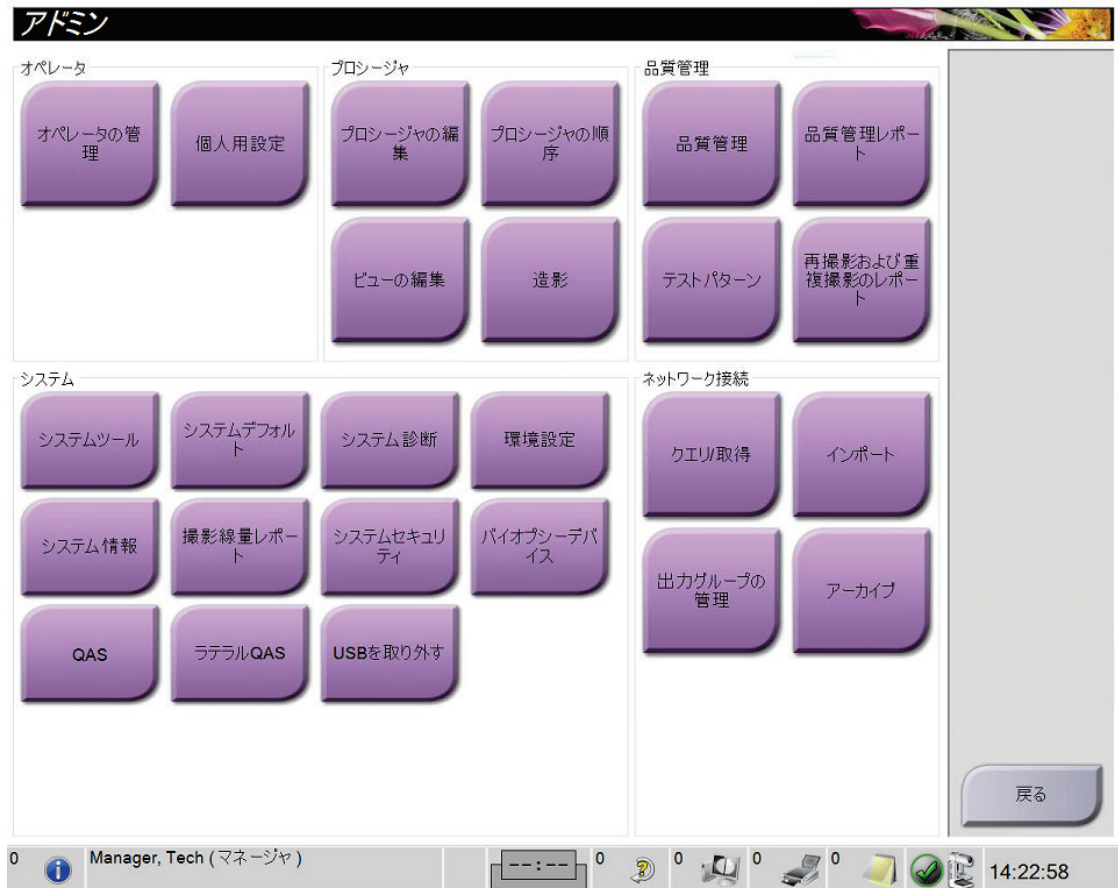 アドミン
オペレータ
オペレータの管
理
個人用設定
プロシージャ
プロシージャの編
集
プロシージャの順
序
ビューの編集
造影
品質管理
品質管理
品質管理レポー
ト
テストパターン
再撮影および重
複撮影のレポー
ト
システム
システムツール
システムデフォル
ト
システム診断
環境設定
システム情報
撮影線量レポー
ト
システムセキュリ
ティ
バイオプシーデバ
イス
QAS
ラテラルQAS
USBを取り外す
ネットワーク接続
クエリ/取得
インポート
出力グループの
管理
アーカイブ
戻る
0
Manager, Tech (マネージャ)
--:--
0
0
0
0
14:22:58